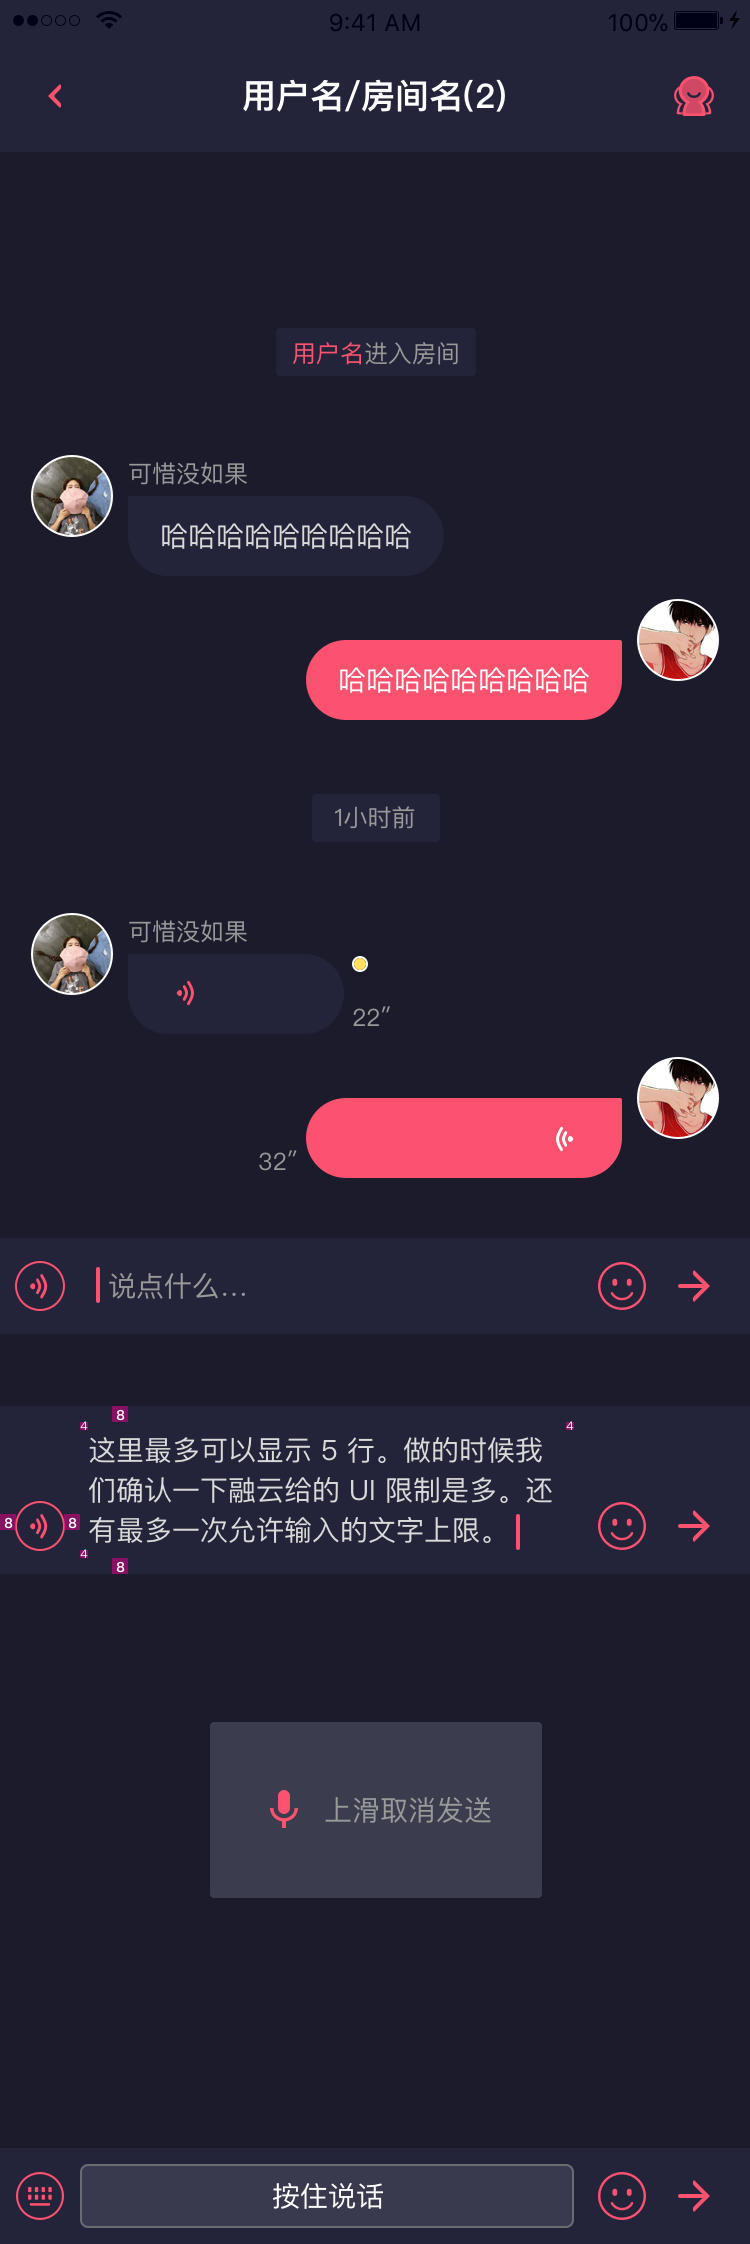 9:41 AM
100%
用户名/房间名(2)
用户名进入房间
可惜没如果
哈哈哈哈哈哈哈哈哈
哈哈哈哈哈哈哈哈哈
1小时前
可惜没如果
22″
32″
说点什么...
8
4
4
这里最多可以显示 5 行。做的时候我
们确认一下融云给的 UI 限制是多。还
8
8
有最多一次允许输入的文字上限。
4
8
上滑取消发送
按住说话